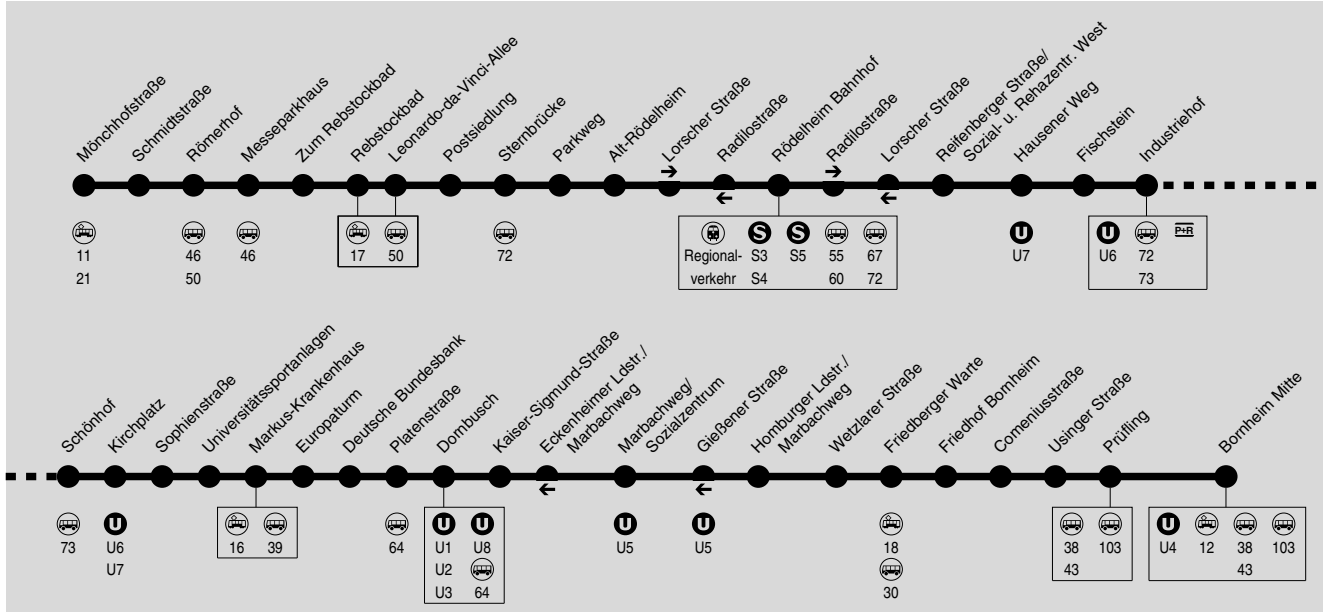 Mönchhofstraße
Schmidtstraße
Römerhof
Messeparkhaus
Zum Rebstockbad
Rebstockbad
Leonardo-da-Vinci-Allee
Postsiedlung
Sternbrücke
Parkweg
Alt-Rödelheim
Lorscher Straße
Radilostraße
Rödelheim Bahnhof
Radilostraße
Lorscher Straße
Reifenberger Straße/
Sozial- u. Rehazentr. West
Hausener Weg
Fischstein
Industriehof
11
21
46
50
46
17
50
72
Regional-
verkehr
S
S3
S4
S
S5
55
60
67
72
U
U7
U
U6
72
73
P+R
Schönhof
Kirchplatz
Sophienstraße
Universitätssportanlagen
Markus-Krankenhaus
Europaturm
Deutsche Bundesbank
Platenstraße
Dornbusch
Kaiser-Sigmund-Straße
Eckenheimer Ldstr./
Marbachweg
Marbachweg/
Sozialzentrum
Gießener Straße
Homburger Ldstr./
Marbachweg
Wetzlarer Straße
Friedberger Warte
Friedhof Bornheim
Comeniusstraße
Usinger Straße
Prüfling
Bornheim Mitte
73
U
U6
U7
16
39
64
U
U1
U2
U3
U
U8
64
U
U5
U
U5
18
30
38
43
103
U
U4
12
38
43
103